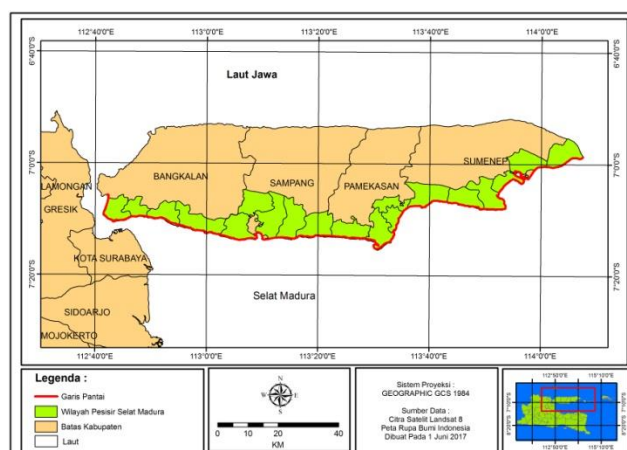 112°40'0"E 113°0'0"E 113°20'0"E 113°40'0"E 114°0'0"E
6°40'0"S 6°40'0"S
Laut Jawa
7°0'0"S 7°0'0"S
SUMENEP
BANGKALAN
SAMPANG
PAMEKASAN
LAMONGAN
GRESIK
KOTA SURABAYA
7°20'0"S 7°20'0"S
Selat Madura
SIDOARJO
MOJOKERTO
112°40'0"E 113°0'0"E 113°20'0"E 113°40'0"E 114°0'0"E
Legenda :
Garis Pantai
Wilayah Pesisir Selat Madura
Batas Kabupaten
Laut
N
W E
S
0 5 10 20 30 40
KM
Sistem Proyeksi :
GEOGRAPHIC GCS 1984
Sumber Data :
Citra Satelit Landsat 8
Peta Rupa Bumi Indonesia
Dibuat Pada 1 Juni 2017